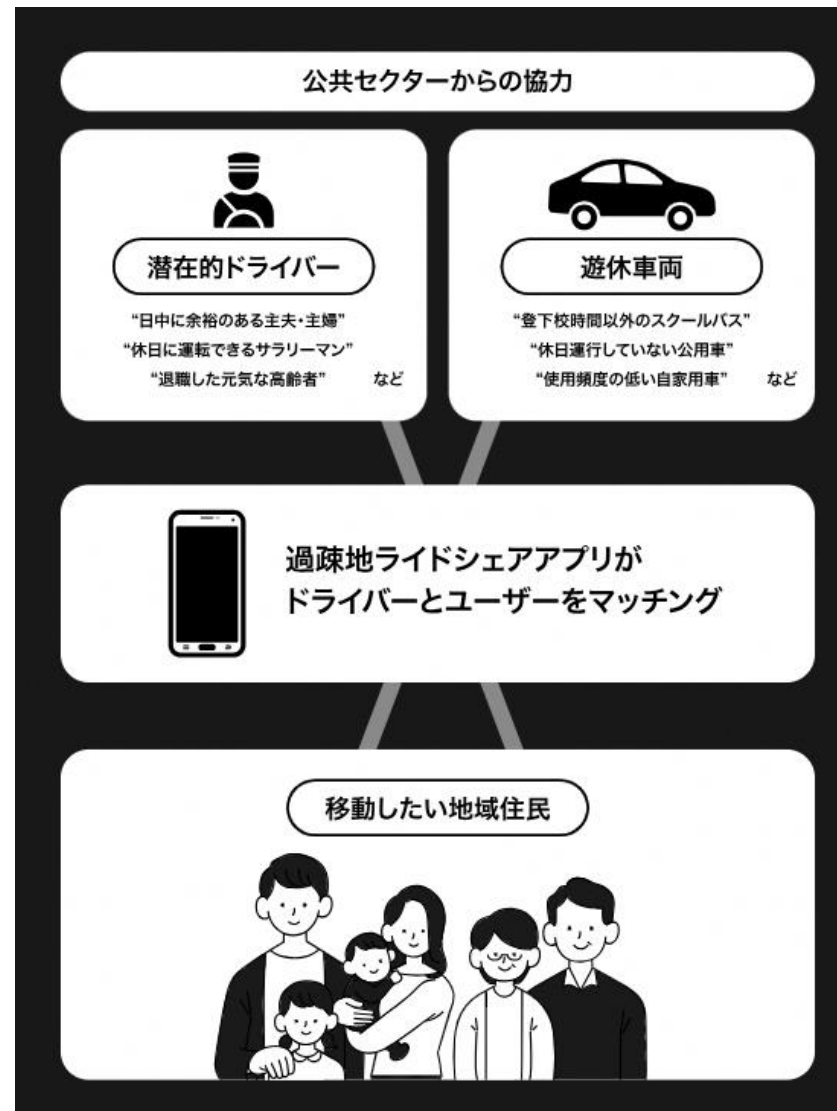 公共セクターからの協力
潜在的ドライバー
“日中に余裕のある主夫・主婦”
“休日に運転できるサラリーマン”
“退職した元気な高齢者” など
遊休車両
“登下校時間以外のスクールバス”
“休日運行していない公用車”
“使用頻度の低い自家用車” など
過疎地ライドシェアアプリが
ドライバーとユーザーをマッチング
移動したい地域住民